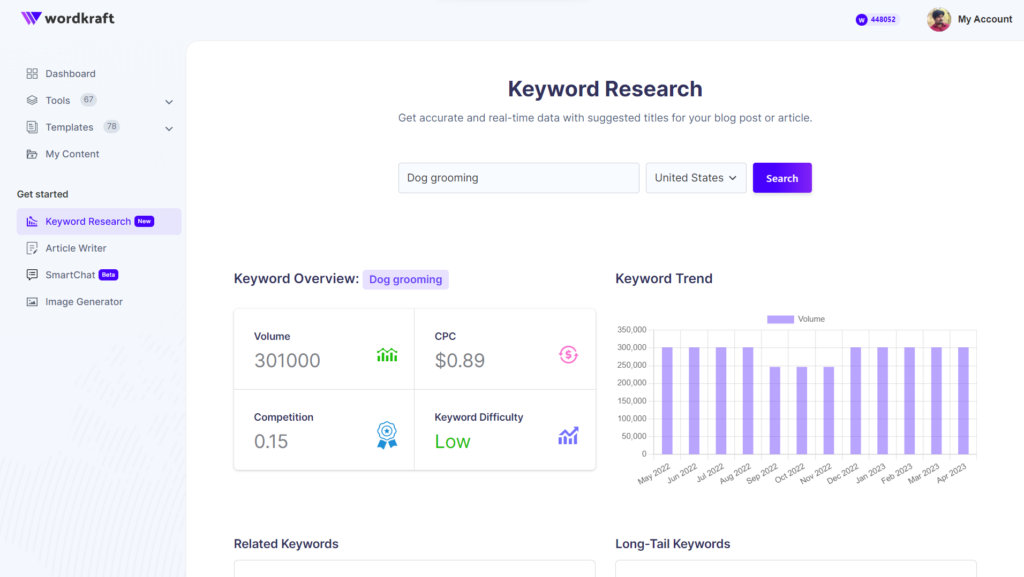 wordkraft
W 448052
My Account
Dashboard
Tools 67
Templates 78
My Content
Get started
Keyword Research New
Article Writer
SmartChat Beta
Image Generator
Keyword Research
Get accurate and real-time data with suggested titles for your blog post or article.
Dog grooming
United States
Search
Keyword Overview: Dog grooming
Volume
301000
CPC
$0.89
Competition
0.15
Keyword Difficulty
Low
Keyword Trend
Volume
350,000
300,000
250,000
200,000
150,000
100,000
50,000
0
May 2022
Jun 2022
Jul 2022
Aug 2022
Sep 2022
Oct 2022
Nov 2022
Dec 2022
Jan 2023
Feb 2023
Mar 2023
Apr 2023
Related Keywords
Long-Tail Keywords